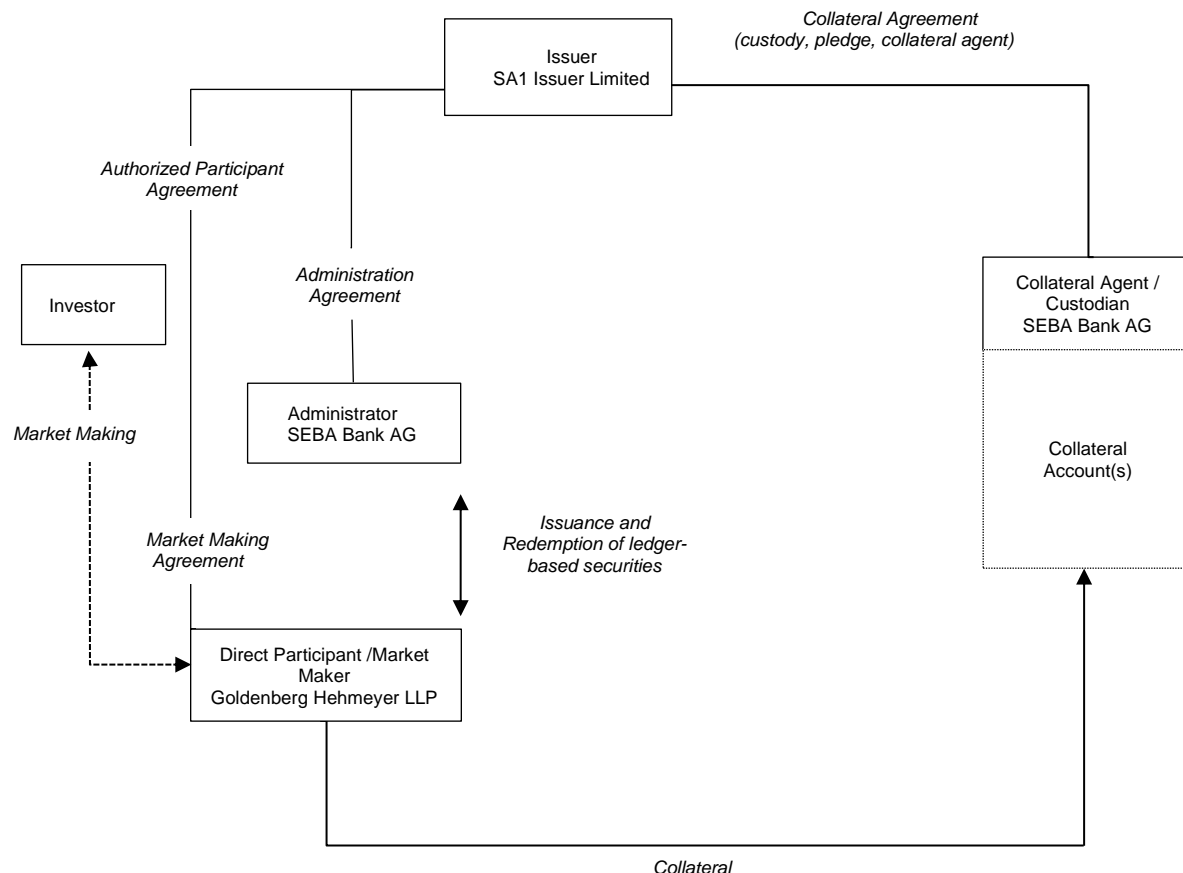 Collateral Agreement
(custody, pledge, collateral agent)
Issuer
SA1 Issuer Limited
Authorized Participant
Agreement
Investor
Administration
Agreement
Collateral Agent /
Custodian
SEBA Bank AG
Administrator
SEBA Bank AG
Market Making
Collateral
Account(s)
Market Making
Agreement
Issuance and
Redemption of ledger-
based securities
Direct Participant /Market
Maker
Goldenberg Hehmeyer LLP
Collateral